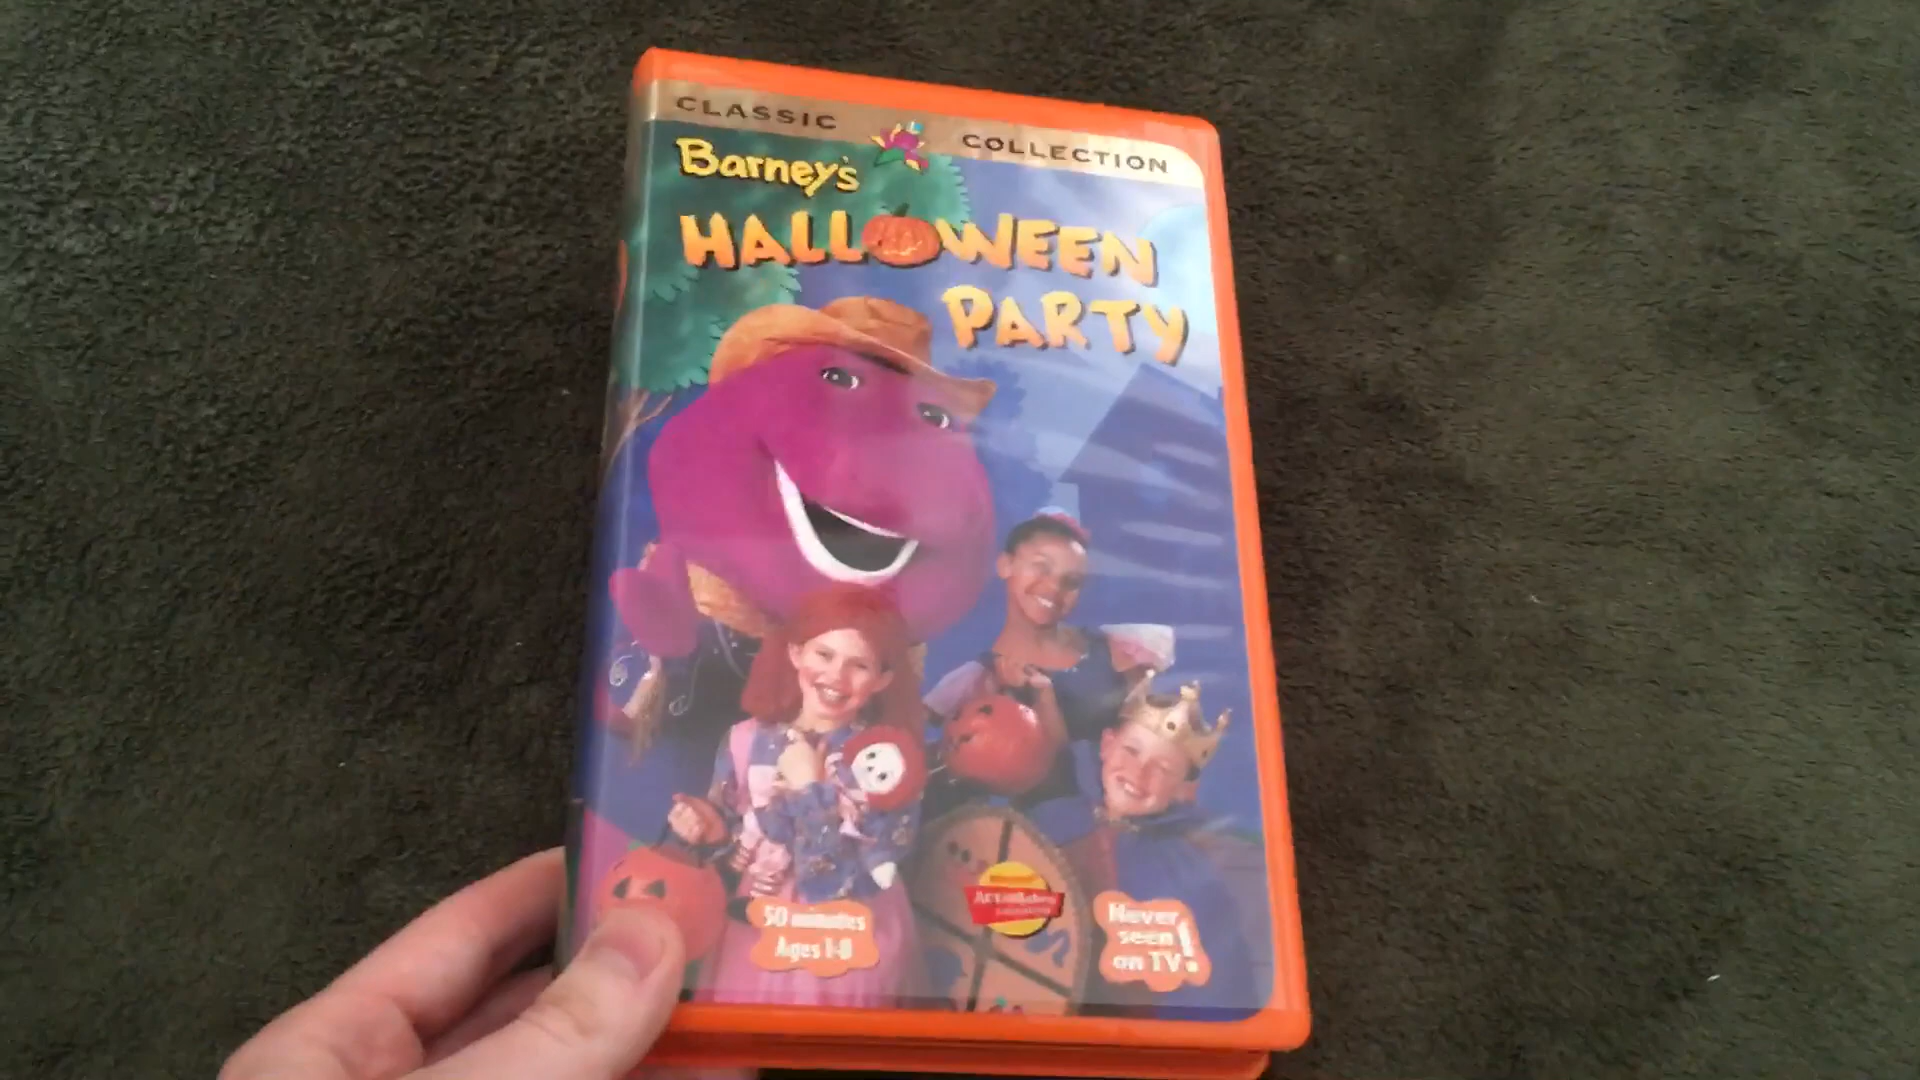 CLASSIC COLLECTION
Barney's
HALLOWEEN
PARTY
50 minutes
Ages 1-8
Never
seen
on TV!